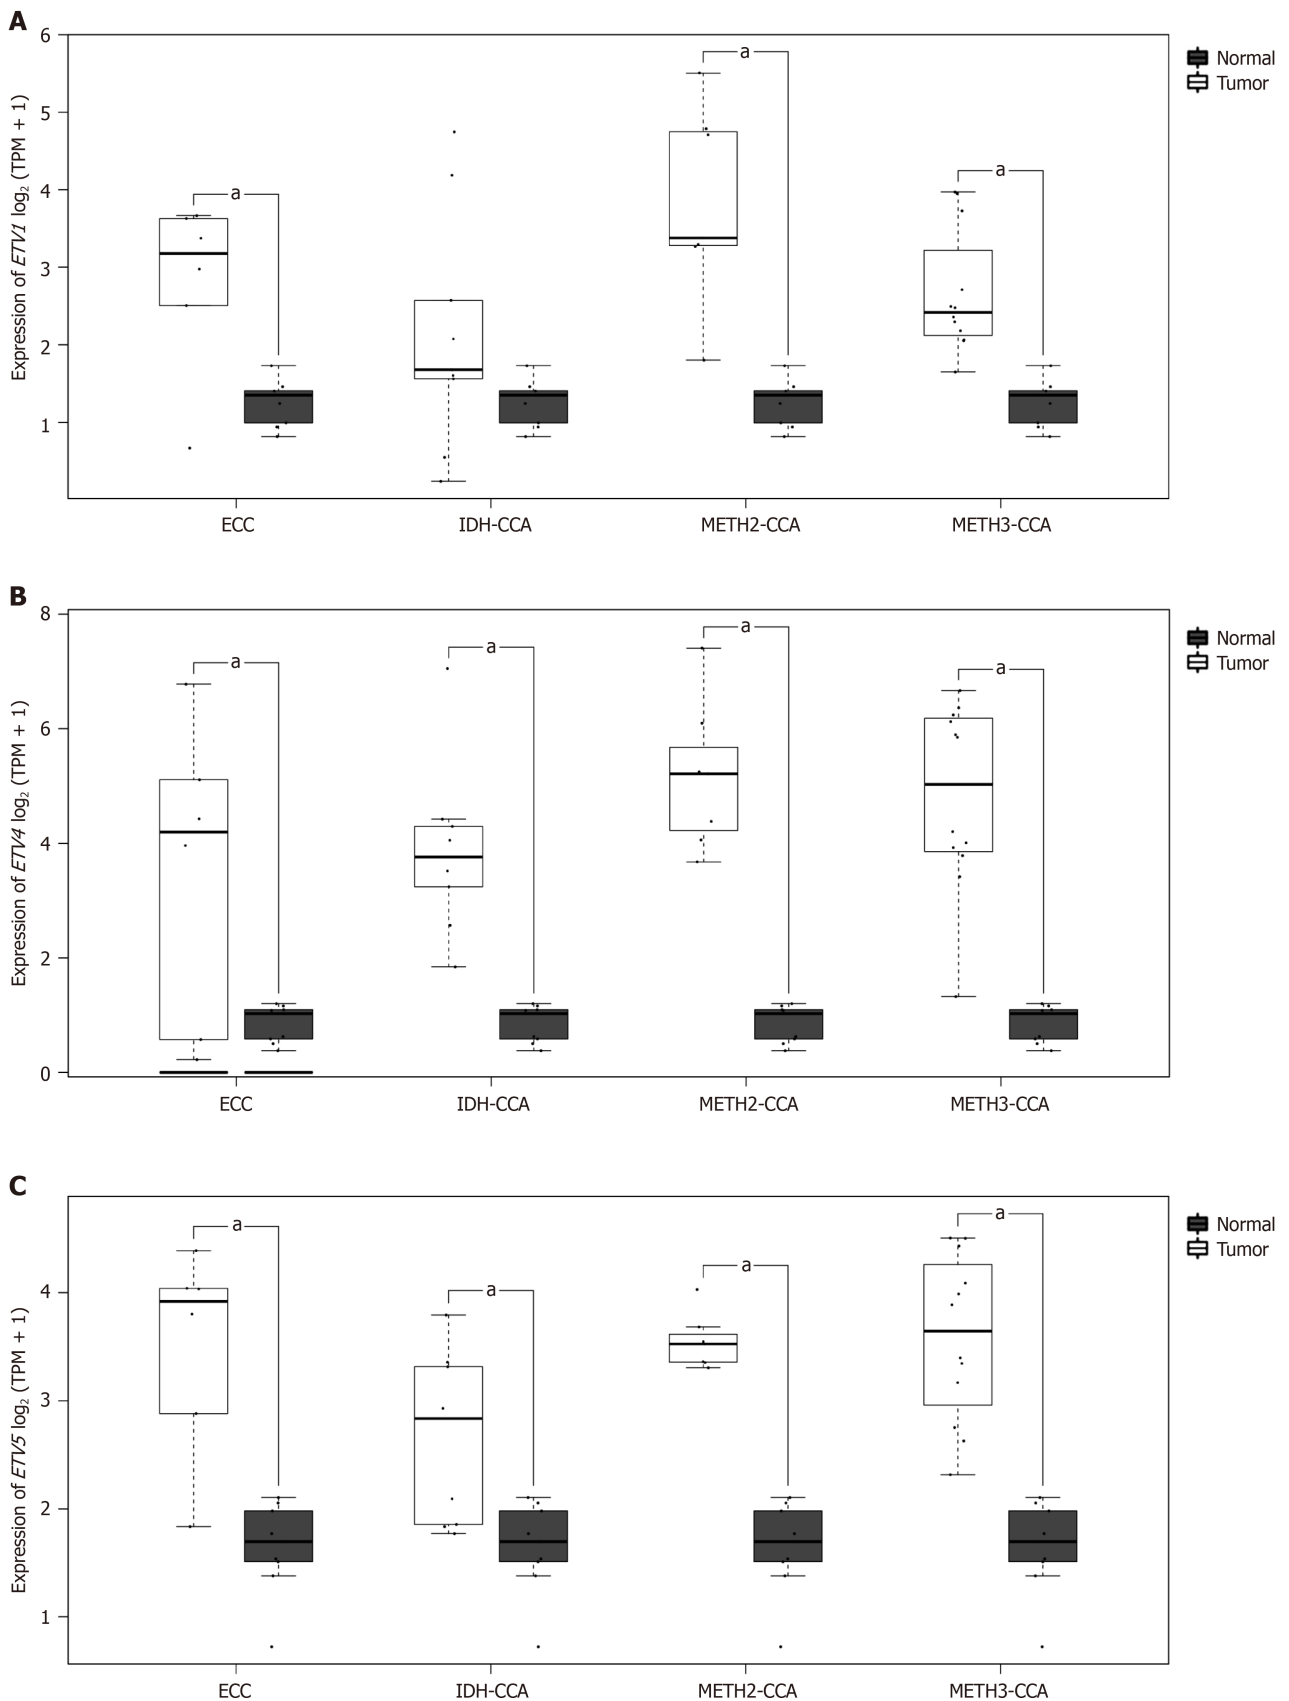 A
Expression of ETV1 log₂ (TPM + 1)
6
5
4
3
2
1
a
a
a
Normal
Tumor
ECC
IDH-CCA
METH2-CCA
METH3-CCA
B
Expression of ETV4 log₂ (TPM + 1)
8
6
4
2
0
a
a
a
a
Normal
Tumor
ECC
IDH-CCA
METH2-CCA
METH3-CCA
C
Expression of ETV5 log₂ (TPM + 1)
4
3
2
1
a
a
a
a
Normal
Tumor
ECC
IDH-CCA
METH2-CCA
METH3-CCA